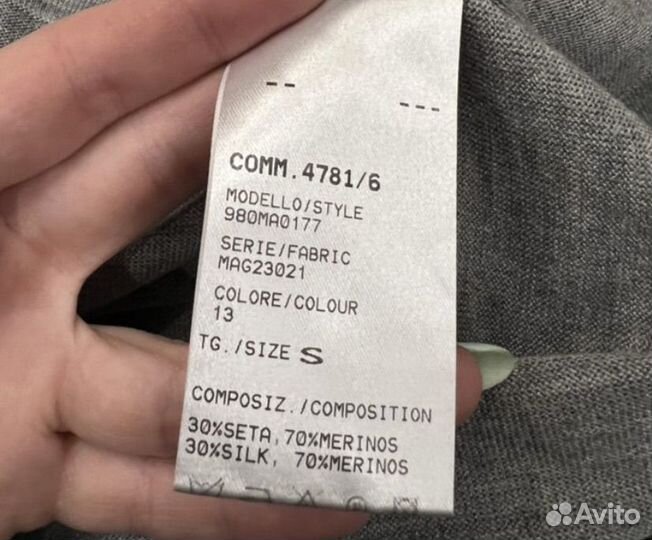 -- ---
COMM.4781/6
MODELLO/STYLE
980MA0177
SERIE/FABRIC
MAG23021
COLORE/COLOUR
13
TG./SIZE S
COMPOSIZ./COMPOSITION
30%SETA,70%MERINOS
30%SILK, 70%MERINOS
Avito